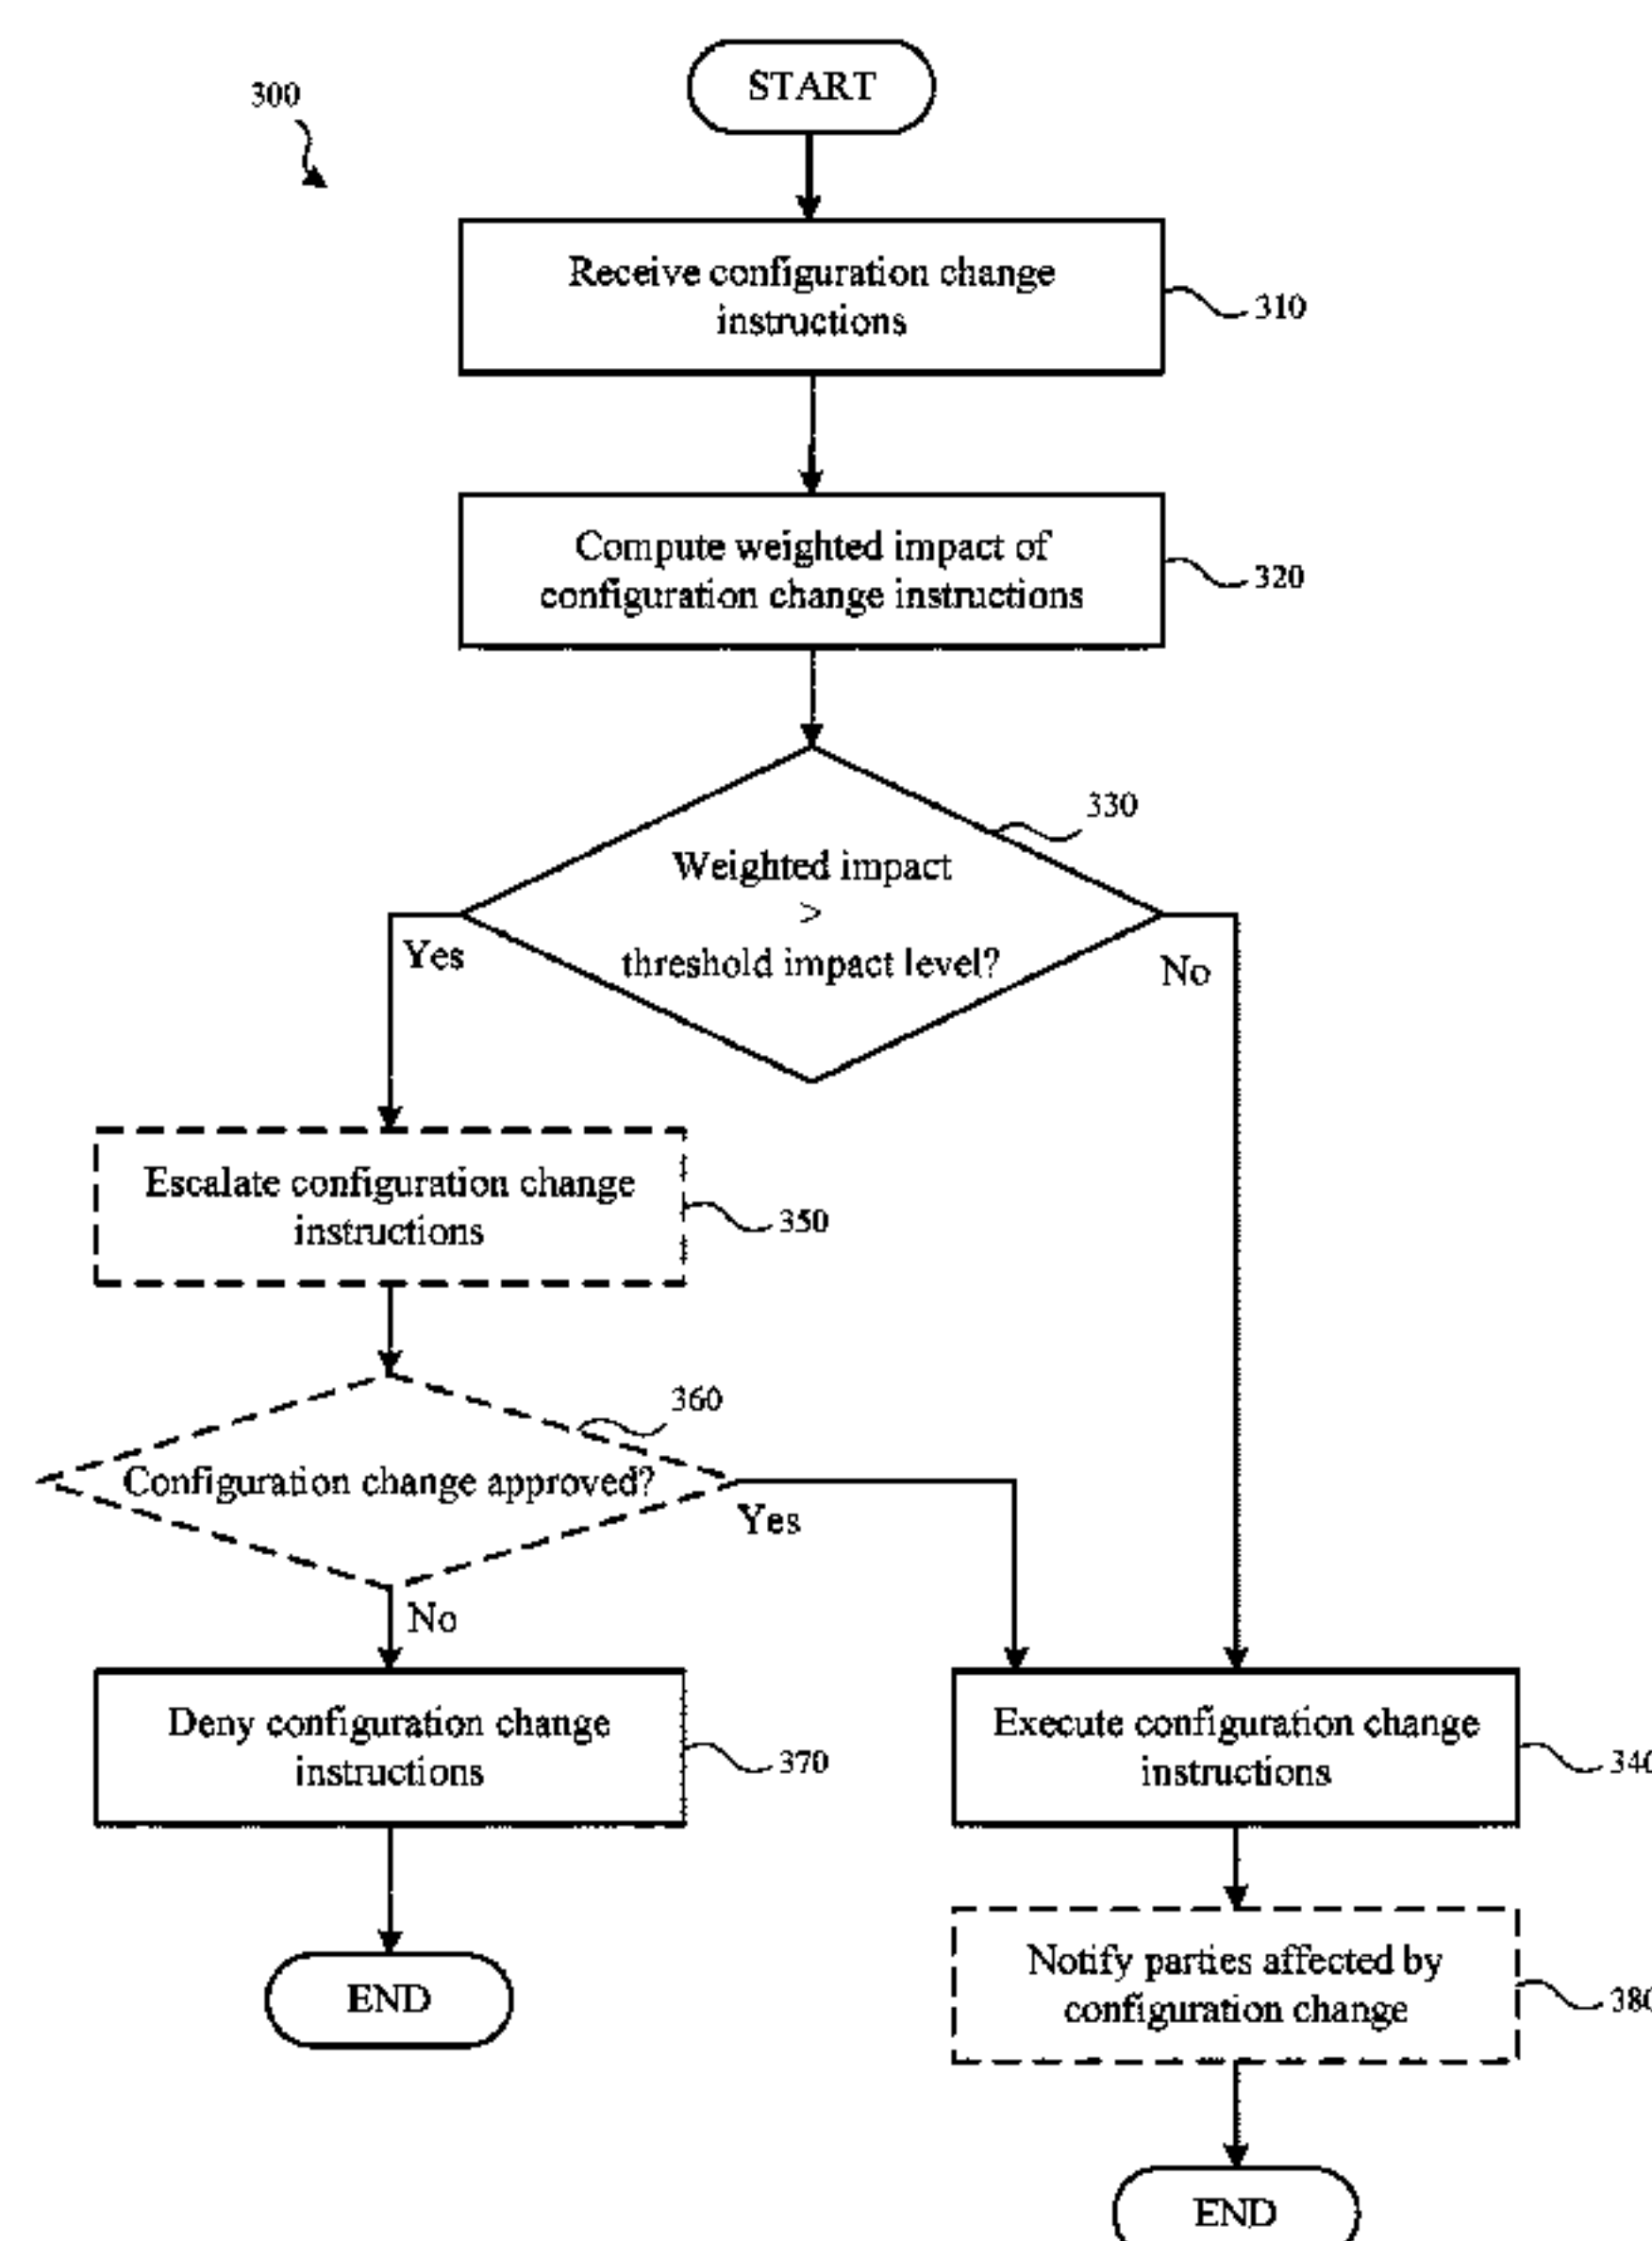 300
START
Receive configuration change
instructions
310
Compute weighted impact of
configuration change instructions
320
330
Weighted impact
>
threshold impact level?
Yes
No
Escalate configuration change
instructions
350
360
Configuration change approved?
Yes
No
Deny configuration change
instructions
370
Execute configuration change
instructions
340
Notify parties affected by
configuration change
380
END
END